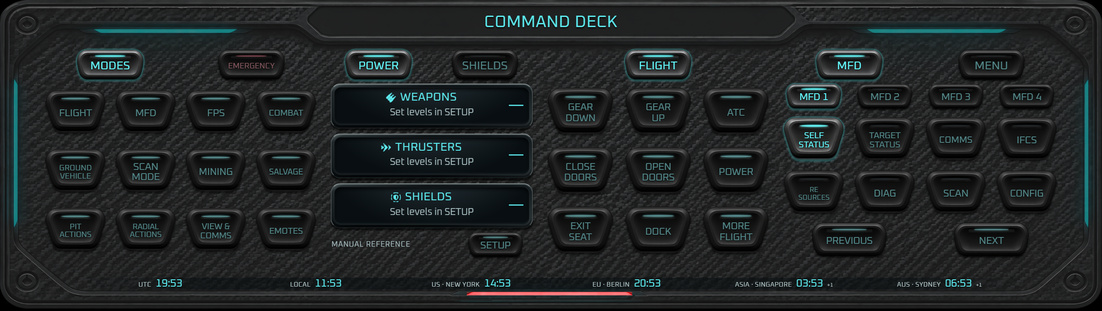 COMMAND DECK
MODES
EMERGENCY
POWER
SHIELDS
FLIGHT
MFD
MENU
FLIGHT
MFD
FPS
COMBAT
GROUND
VEHICLE
SCAN
MODE
MINING
SALVAGE
PIT
ACTIONS
RADIAL
ACTIONS
VIEW &
COMMS
EMOTES
WEAPONS
Set levels in SETUP
THRUSTERS
Set levels in SETUP
SHIELDS
Set levels in SETUP
MANUAL REFERENCE
SETUP
GEAR
DOWN
GEAR
UP
ATC
CLOSE
DOORS
OPEN
DOORS
POWER
EXIT
SEAT
DOCK
MORE
FLIGHT
MFD 1
MFD 2
MFD 3
MFD 4
SELF
STATUS
TARGET
STATUS
COMMS
IFCS
RE
SOURCES
DIAG
SCAN
CONFIG
PREVIOUS
NEXT
UTC 19:53
LOCAL 11:53
US · NEW YORK 14:53
EU · BERLIN 20:53
ASIA · SINGAPORE 03:53 +1
AUS · SYDNEY 06:53 +1